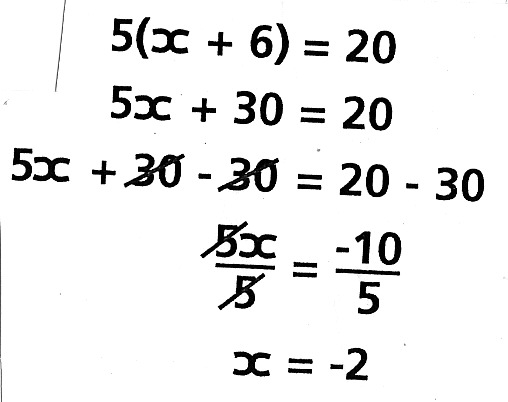 5(x + 6) = 20
5x + 30 = 20
5x + 30 - 30 = 20 - 30
5x/5 = -10/5
x = -2